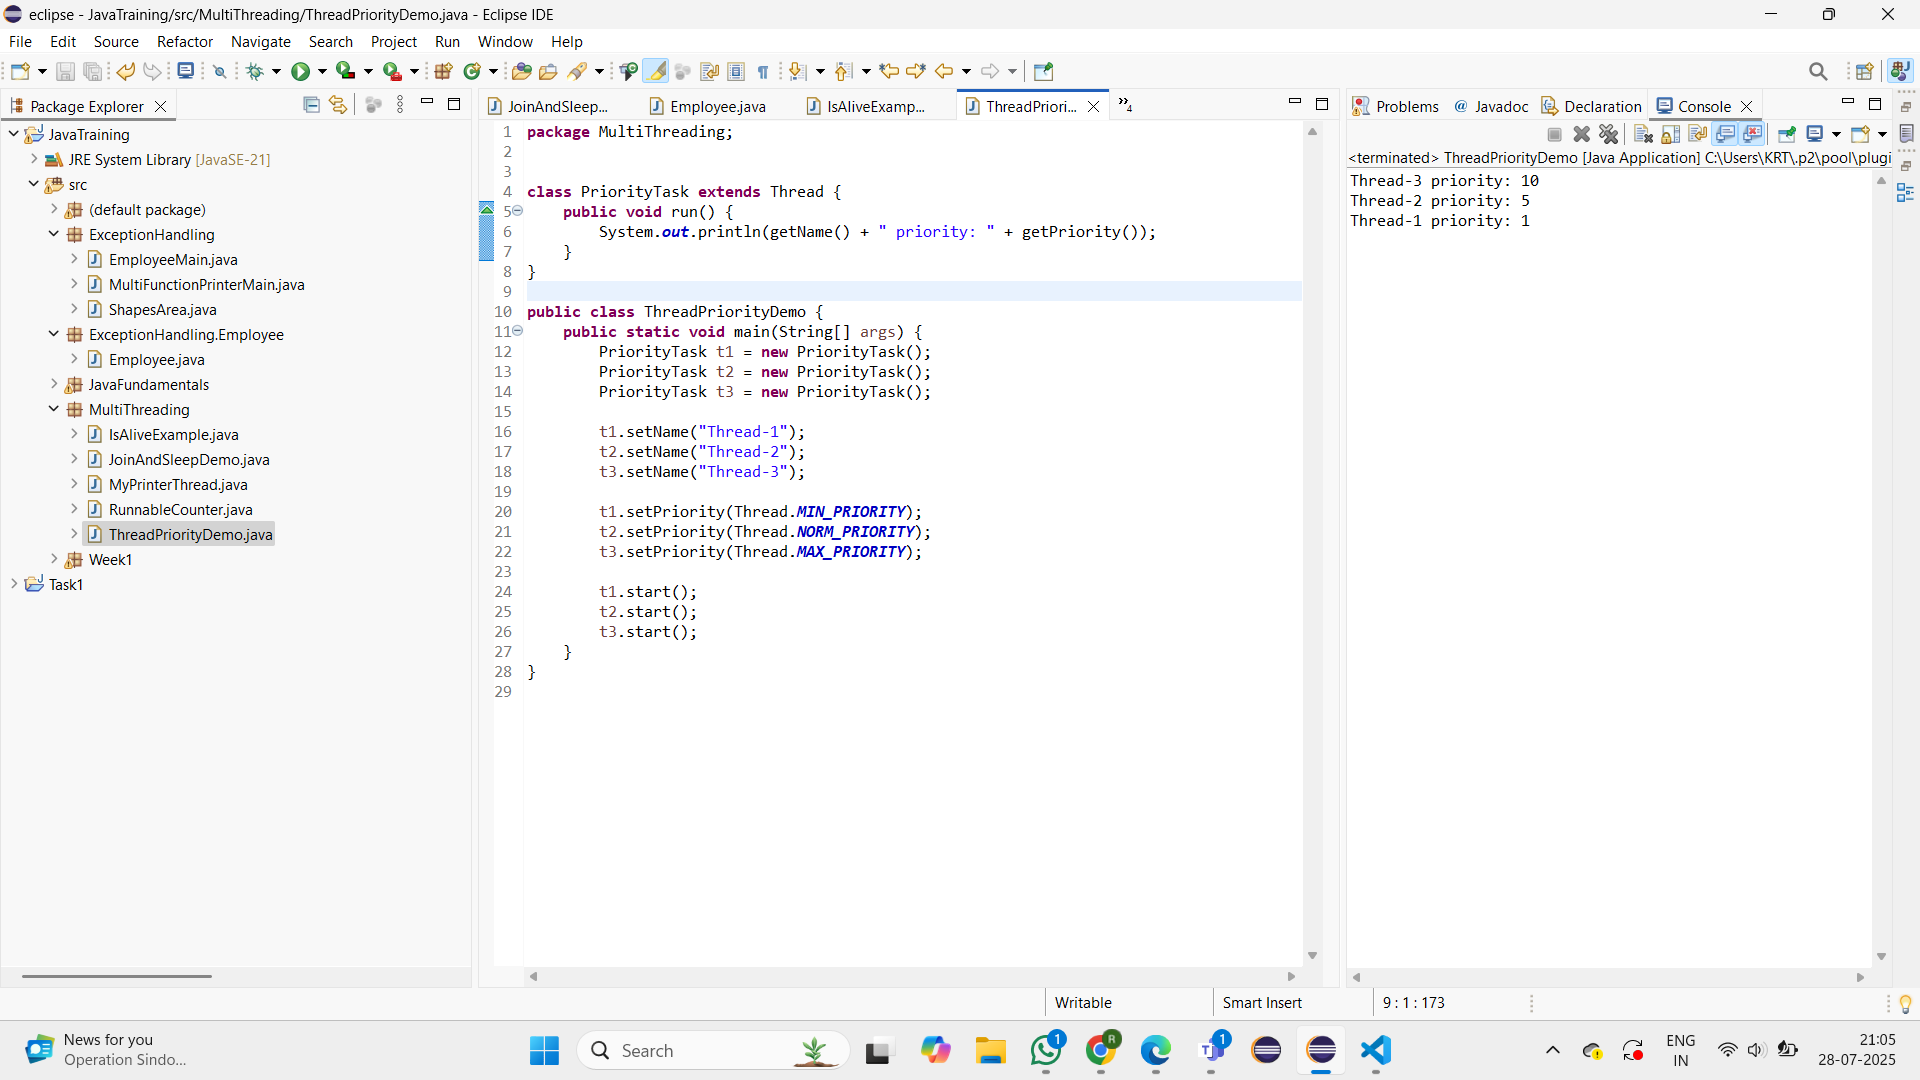 eclipse - JavaTraining/src/MultiThreading/ThreadPriorityDemo.java - Eclipse IDE
File Edit Source Refactor Navigate Search Project Run Window Help
Package Explorer
JavaTraining
JRE System Library [JavaSE-21]
src
(default package)
ExceptionHandling
EmployeeMain.java
MultiFunctionPrinterMain.java
ShapesArea.java
ExceptionHandling.Employee
Employee.java
JavaFundamentals
MultiThreading
IsAliveExample.java
JoinAndSleepDemo.java
MyPrinterThread.java
RunnableCounter.java
ThreadPriorityDemo.java
Week1
Task1
JoinAndSleep... Employee.java IsAliveExamp... ThreadPriori... »4
1 package MultiThreading;
2
3
4 class PriorityTask extends Thread {
5 public void run() {
6 System.out.println(getName() + " priority: " + getPriority());
7 }
8 }
9
10 public class ThreadPriorityDemo {
11 public static void main(String[] args) {
12 PriorityTask t1 = new PriorityTask();
13 PriorityTask t2 = new PriorityTask();
14 PriorityTask t3 = new PriorityTask();
15
16 t1.setName("Thread-1");
17 t2.setName("Thread-2");
18 t3.setName("Thread-3");
19
20 t1.setPriority(Thread.MIN_PRIORITY);
21 t2.setPriority(Thread.NORM_PRIORITY);
22 t3.setPriority(Thread.MAX_PRIORITY);
23
24 t1.start();
25 t2.start();
26 t3.start();
27 }
28 }
29
Problems @ Javadoc Declaration Console
<terminated> ThreadPriorityDemo [Java Application] C:\Users\KRT\.p2\pool\plugi
Thread-3 priority: 10
Thread-2 priority: 5
Thread-1 priority: 1
Writable Smart Insert 9 : 1 : 173
News for you
Operation Sindo...
Search
1
R
1
ENG
IN
21:05
28-07-2025